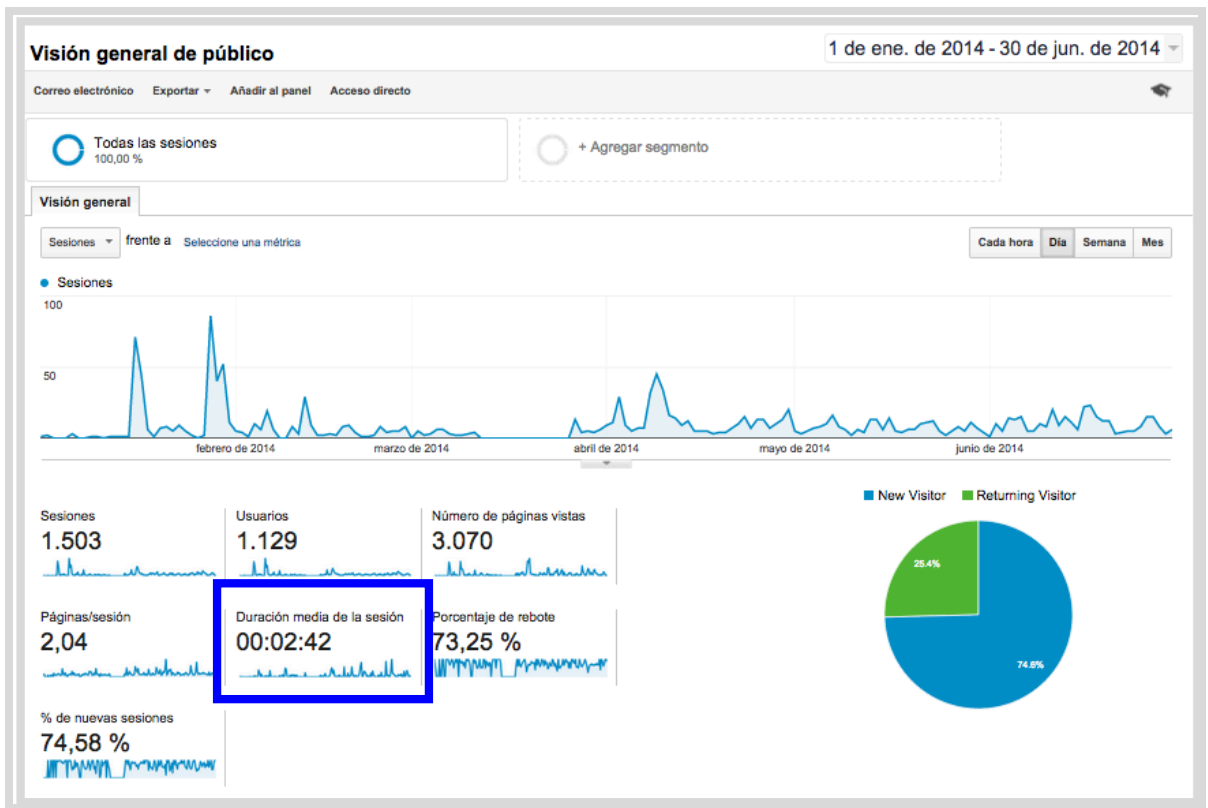 Visión general de público
1 de ene. de 2014 - 30 de jun. de 2014
Correo electrónico Exportar Añadir al panel Acceso directo
Todas las sesiones
100,00 %
+ Agregar segmento
Visión general
Sesiones frente a Seleccione una métrica
Cada hora Día Semana Mes
Sesiones
100
50
febrero de 2014 marzo de 2014 abril de 2014 mayo de 2014 junio de 2014
New Visitor Returning Visitor
25.4%
74.6%
Sesiones
1.503
Usuarios
1.129
Número de páginas vistas
3.070
Páginas/sesión
2,04
Duración media de la sesión
00:02:42
Porcentaje de rebote
73,25 %
% de nuevas sesiones
74,58 %